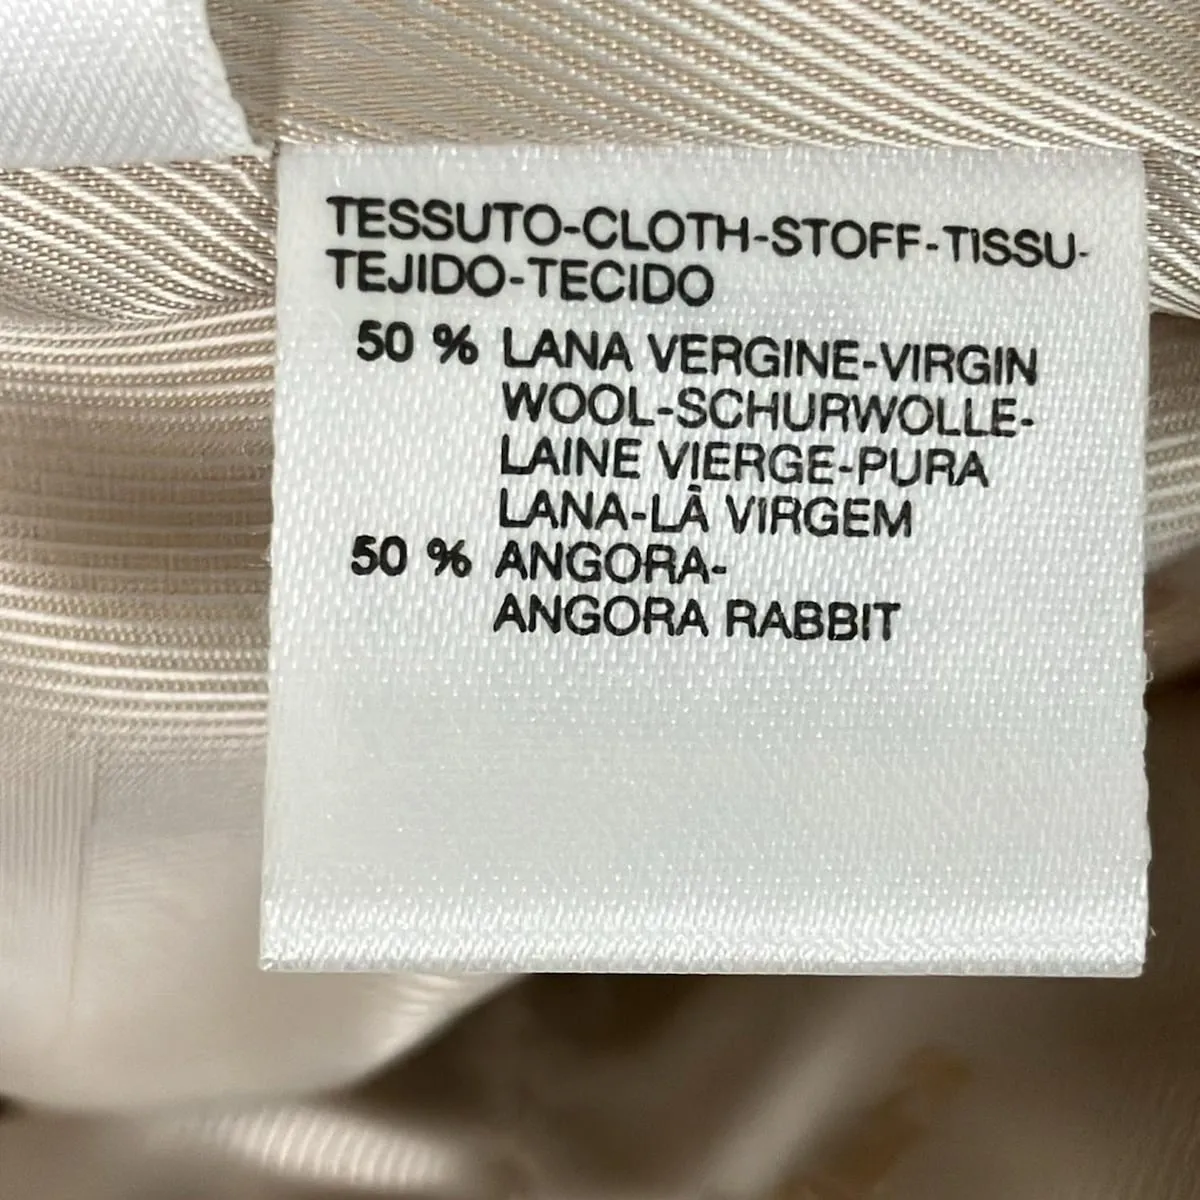 TESSUTO-CLOTH-STOFF-TISSU-
TEJIDO-TECIDO
50 % LANA VERGINE-VIRGIN
WOOL-SCHURWOLLE-
LAINE VIERGE-PURA
LANA-LÃ VIRGEM
50 % ANGORA-
ANGORA RABBIT